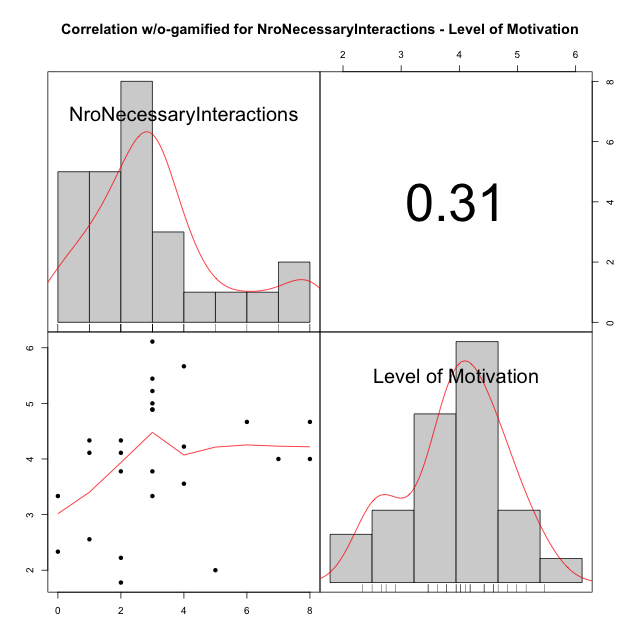 Correlation w/o-gamified for NroNecessaryInteractions - Level of Motivation
2 3 4 5 6
NroNecessaryInteractions
0.31
0 2 4 6 8
Level of Motivation
2 3 4 5 6
0 2 4 6 8